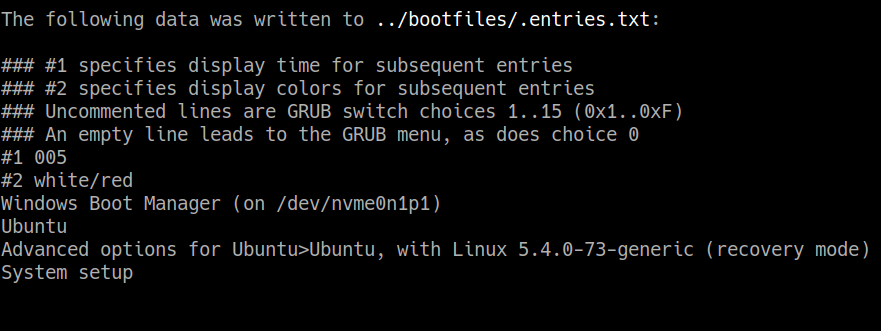 The following data was written to ../bootfiles/.entries.txt:
### #1 specifies display time for subsequent entries
### #2 specifies display colors for subsequent entries
### Uncommented lines are GRUB switch choices 1..15 (0x1..0xF)
### An empty line leads to the GRUB menu, as does choice 0
#1 005
#2 white/red
Windows Boot Manager (on /dev/nvme0n1p1)
Ubuntu
Advanced options for Ubuntu>Ubuntu, with Linux 5.4.0-73-generic (recovery mode)
System setup